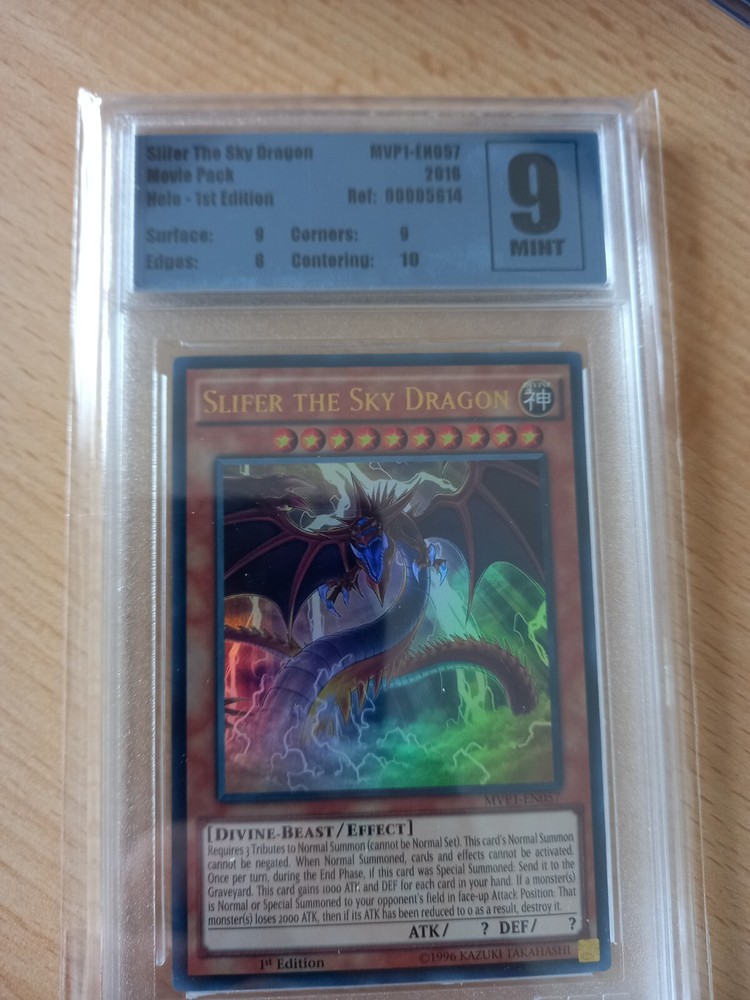 Slifer The Sky Dragon MVP1-EN057
Movie Pack 2016
Holo - 1st Edition Ref: 00005614
9
MINT
Surface: 9 Corners: 9
Edges: 8 Centering: 10
SLIFER THE SKY DRAGON
DIVINE
神
MVP1-EN057
[DIVINE-BEAST/EFFECT]
Requires 3 Tributes to Normal Summon (cannot be Normal Set). This card's Normal Summon
cannot be negated. When Normal Summoned, cards and effects cannot be activated.
Once per turn, during the End Phase, if this card was Special Summoned: Send it to the
Graveyard. This card gains 1000 ATK and DEF for each card in your hand. If a monster(s)
is Normal or Special Summoned to your opponent's field in face-up Attack Position: That
monster(s) loses 2000 ATK, then if its ATK has been reduced to 0 as a result, destroy it.
ATK/ ? DEF/ ?
1st Edition ©1996 KAZUKI TAKAHASHI